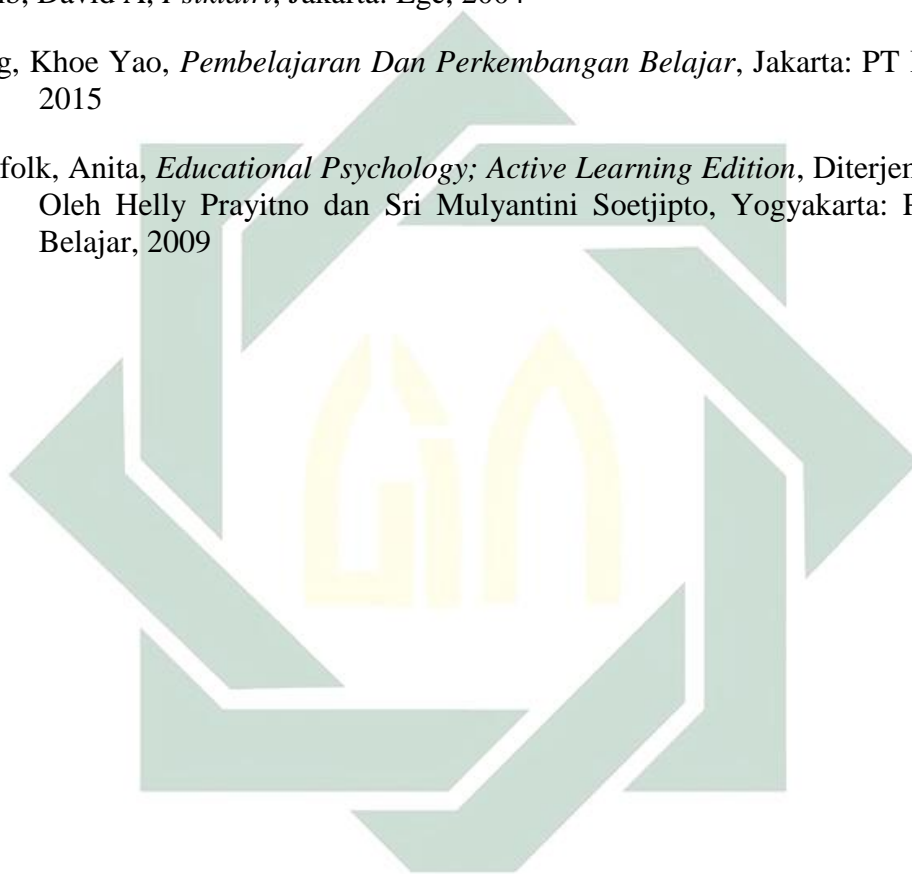 David A, Psikiatri, Jakarta: Ege, 2004
g, Khoe Yao, Pembelajaran Dan Perkembangan Belajar, Jakarta: PT
2015
folk, Anita, Educational Psychology; Active Learning Edition, Diterjem
Oleh Helly Prayitno dan Sri Mulyantini Soetjipto, Yogyakarta: P
Belajar, 2009